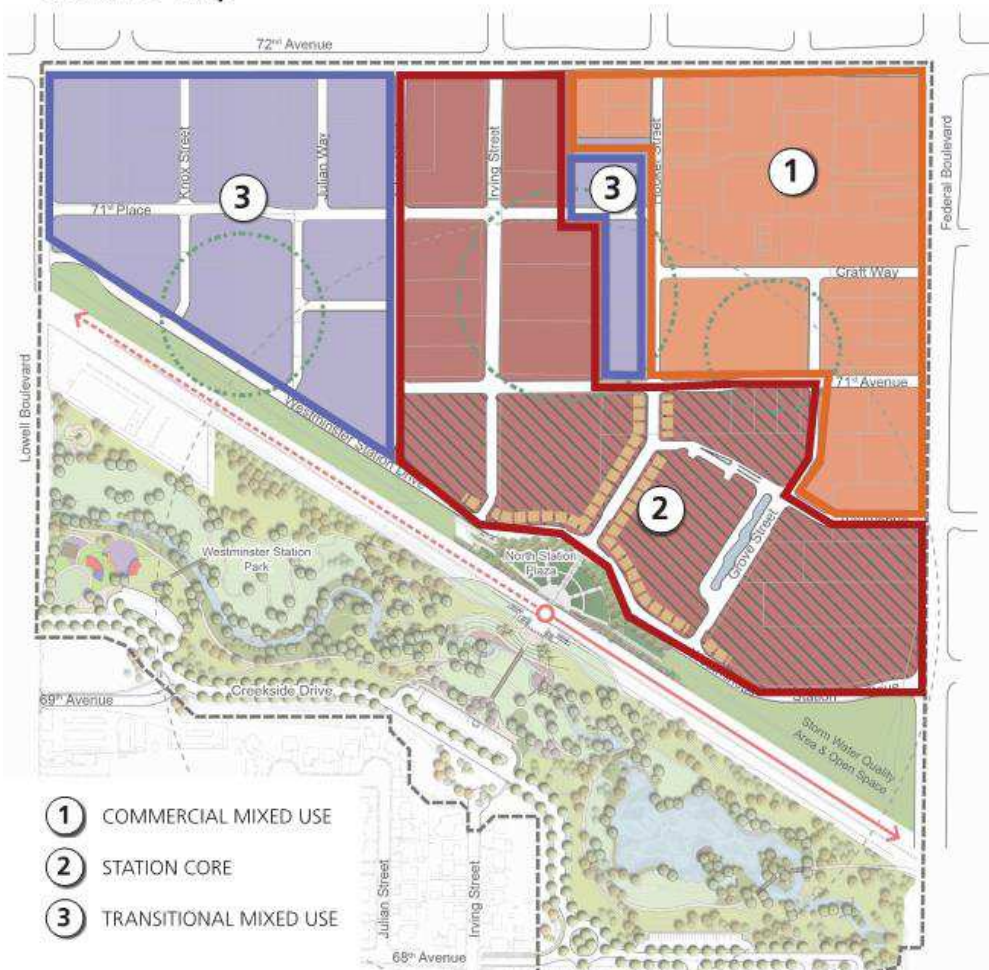 72nd Avenue
Knox Street
Julian Way
Irving Street
Hooker Street
Federal Boulevard
1
3
3
71st Place
Craft Way
71st Avenue
Lowell Boulevard
Westminster Station Drive
2
Grove Street
Westminster Station
Park
North Station
Plaza
Creekside Drive
69th Avenue
Station
Storm Water Quality
Area & Open Space
1 COMMERCIAL MIXED USE
2 STATION CORE
3 TRANSITIONAL MIXED USE
Julian Street
Irving Street
68th Avenue